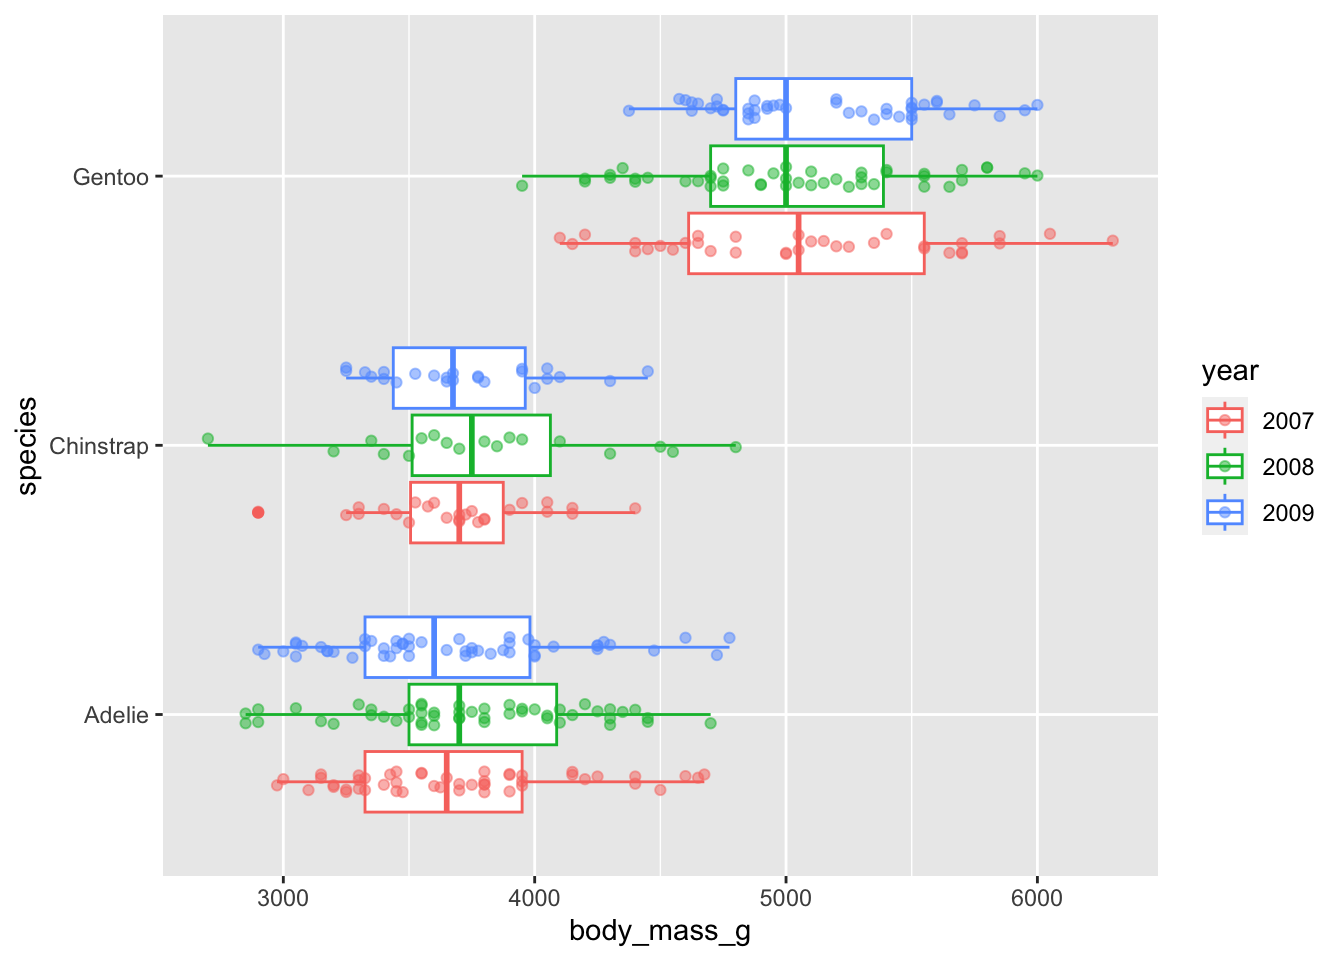 species
Gentoo
Chinstrap
Adelie
3000 4000 5000 6000
body_mass_g
year
2007
2008
2009